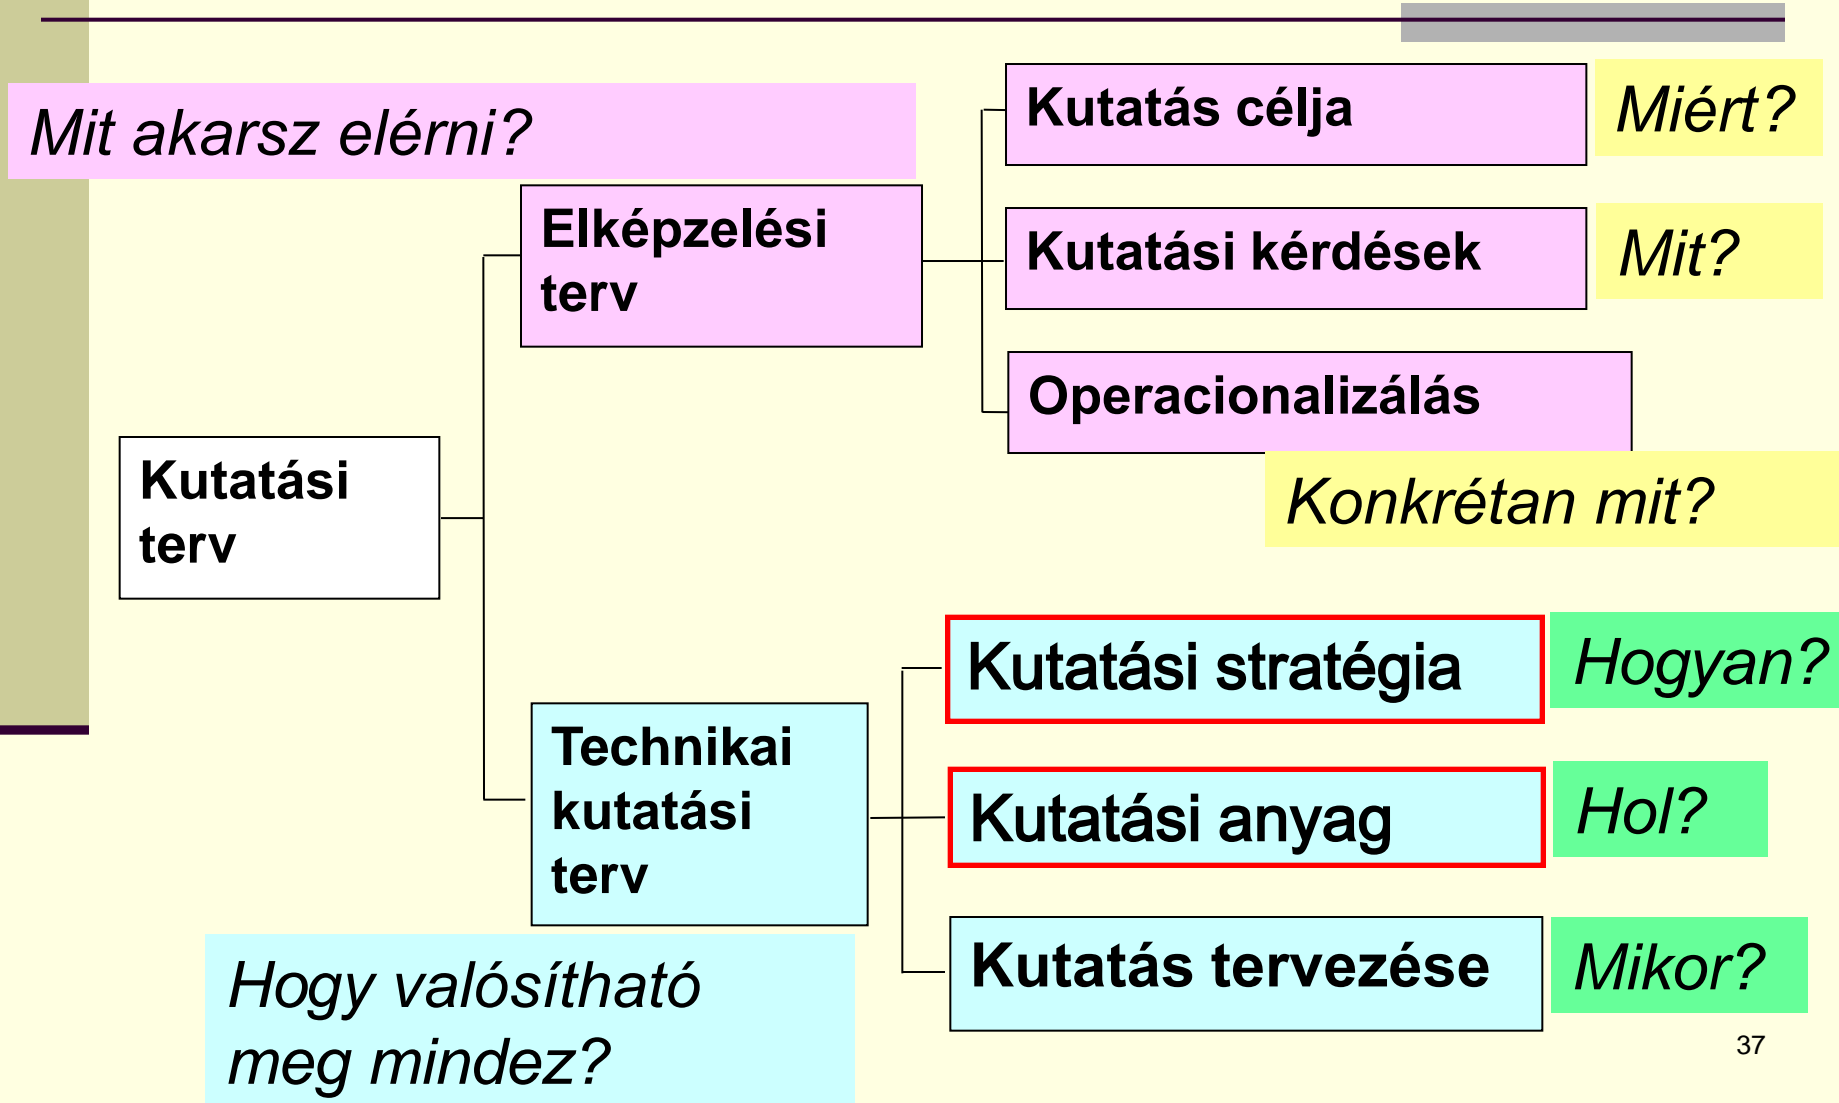 Mit akarsz elérni?
Kutatás célja
Miért?
Elképzelési
terv
Kutatási kérdések
Mit?
Operacionalizálás
Konkrétan mit?
Kutatási
terv
Kutatási stratégia
Hogyan?
Technikai
kutatási
terv
Kutatási anyag
Hol?
Kutatás tervezése
Mikor?
Hogy valósítható
meg mindez?
37